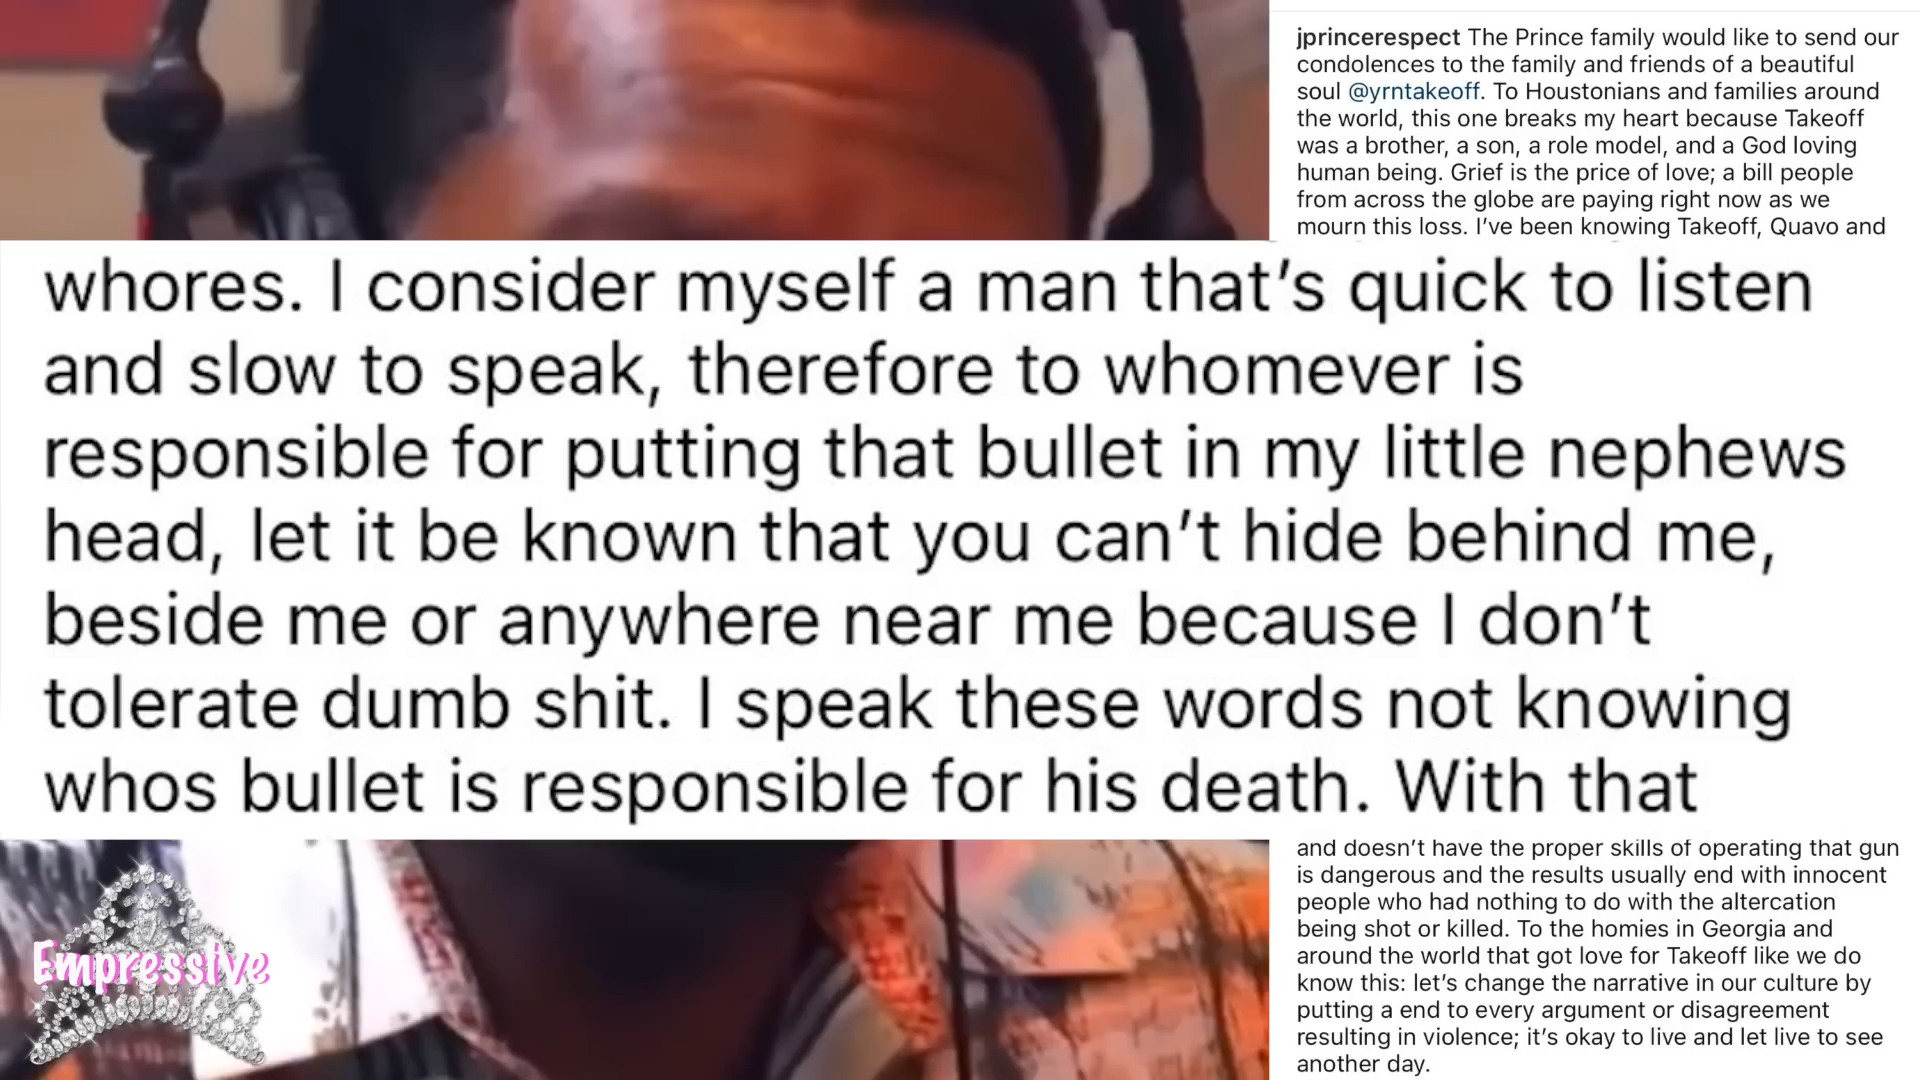 jprincerespect The Prince family would like to send our
condolences to the family and friends of a beautiful
soul @yrntakeoff. To Houstonians and families around
the world, this one breaks my heart because Takeoff
was a brother, a son, a role model, and a God loving
human being. Grief is the price of love; a bill people
from across the globe are paying right now as we
mourn this loss. I’ve been knowing Takeoff, Quavo and
whores. I consider myself a man that’s quick to listen
and slow to speak, therefore to whomever is
responsible for putting that bullet in my little nephews
head, let it be known that you can’t hide behind me,
beside me or anywhere near me because I don’t
tolerate dumb shit. I speak these words not knowing
whos bullet is responsible for his death. With that
and doesn’t have the proper skills of operating that gun
is dangerous and the results usually end with innocent
people who had nothing to do with the altercation
being shot or killed. To the homies in Georgia and
around the world that got love for Takeoff like we do
know this: let’s change the narrative in our culture by
putting a end to every argument or disagreement
resulting in violence; it’s okay to live and let live to see
another day.
Empressive